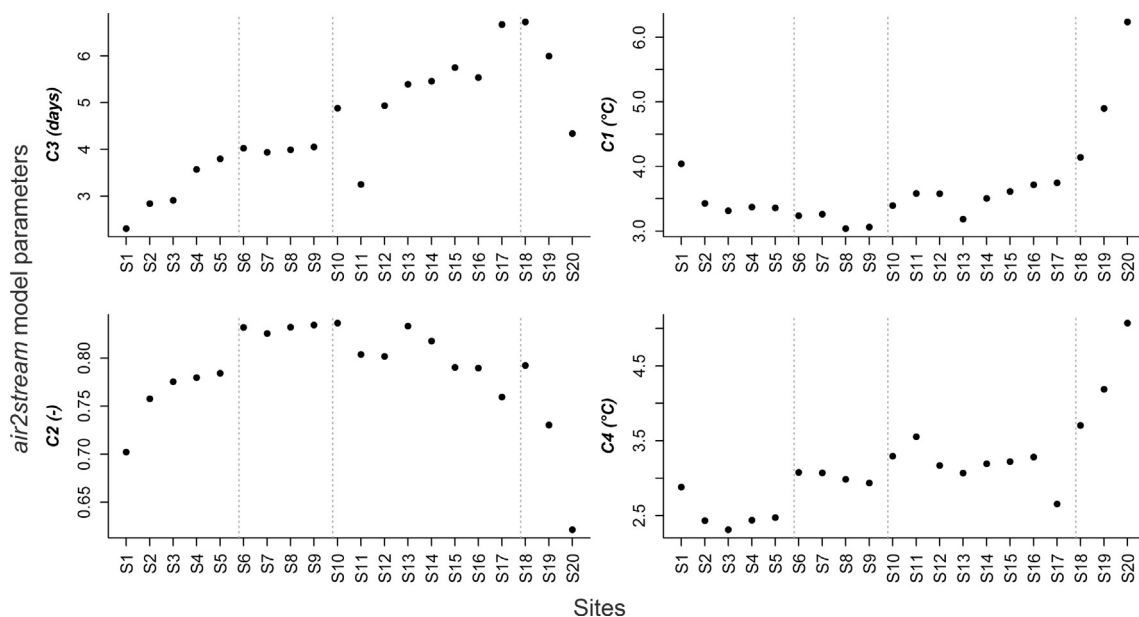 air2stream model parameters
C3 (days)
6
5
4
3
S1 S2 S3 S4 S5 S6 S7 S8 S9 S10 S11 S12 S13 S14 S15 S16 S17 S18 S19 S20
C1 (°C)
6.0
5.0
4.0
3.0
S1 S2 S3 S4 S5 S6 S7 S8 S9 S10 S11 S12 S13 S14 S15 S16 S17 S18 S19 S20
C2 (-)
0.80
0.75
0.70
0.65
S1 S2 S3 S4 S5 S6 S7 S8 S9 S10 S11 S12 S13 S14 S15 S16 S17 S18 S19 S20
C4 (°C)
4.5
3.5
2.5
S1 S2 S3 S4 S5 S6 S7 S8 S9 S10 S11 S12 S13 S14 S15 S16 S17 S18 S19 S20
Sites